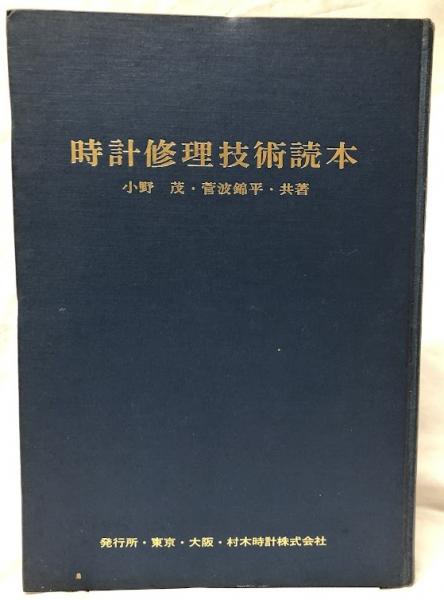 時計修理技術読本
小野 茂・菅波錦平・共著
発行所・東京・大阪・村木時計株式会社